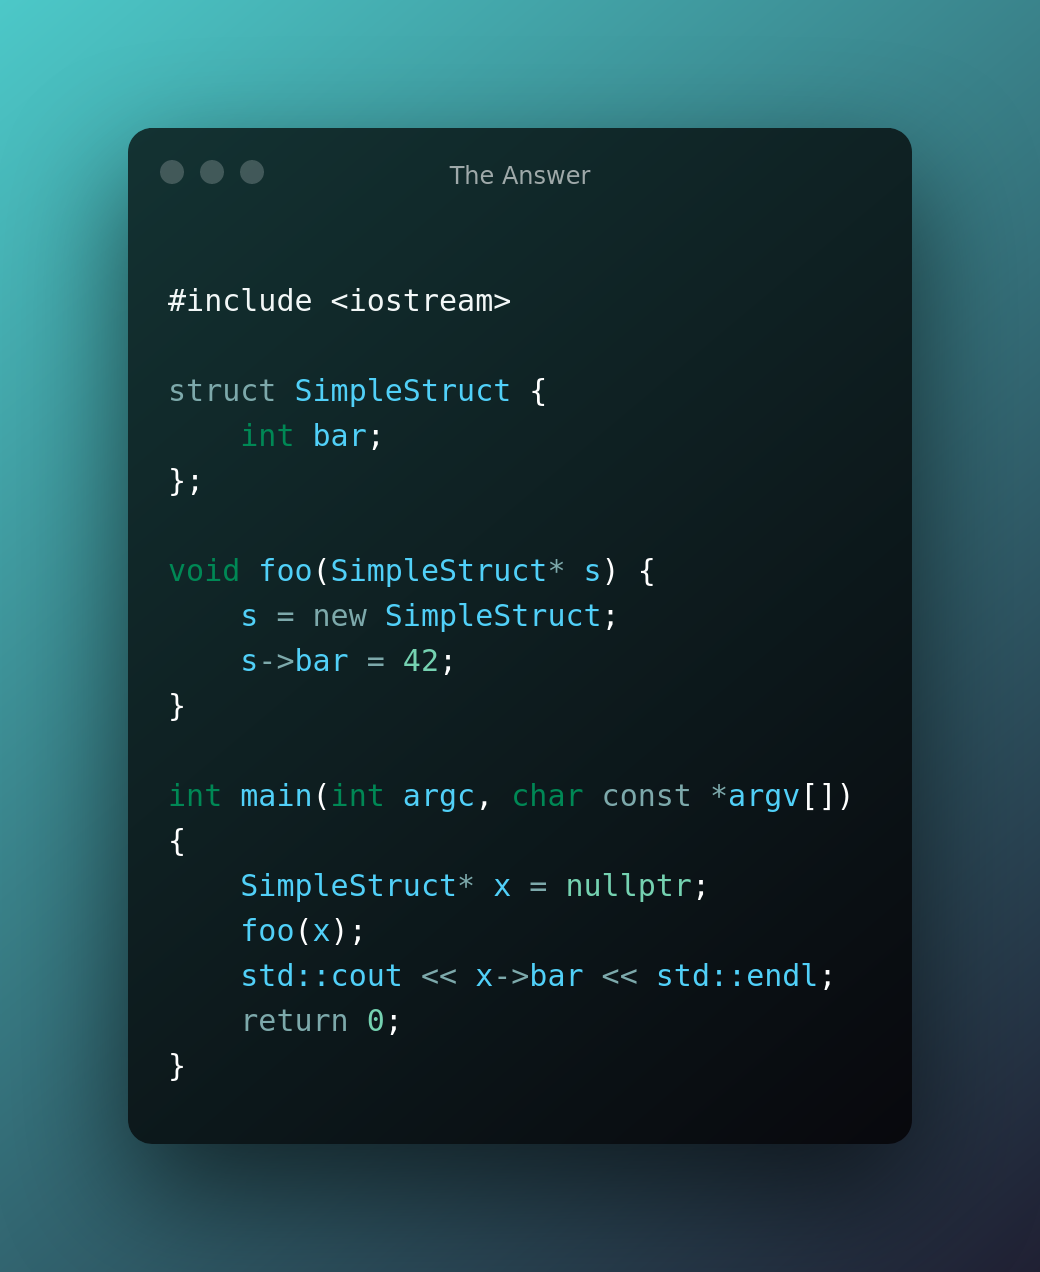 The Answer
#include <iostream>
struct SimpleStruct {
    int bar;
};
void foo(SimpleStruct* s) {
    s = new SimpleStruct;
    s->bar = 42;
}
int main(int argc, char const *argv[])
{
    SimpleStruct* x = nullptr;
    foo(x);
    std::cout << x->bar << std::endl;
    return 0;
}